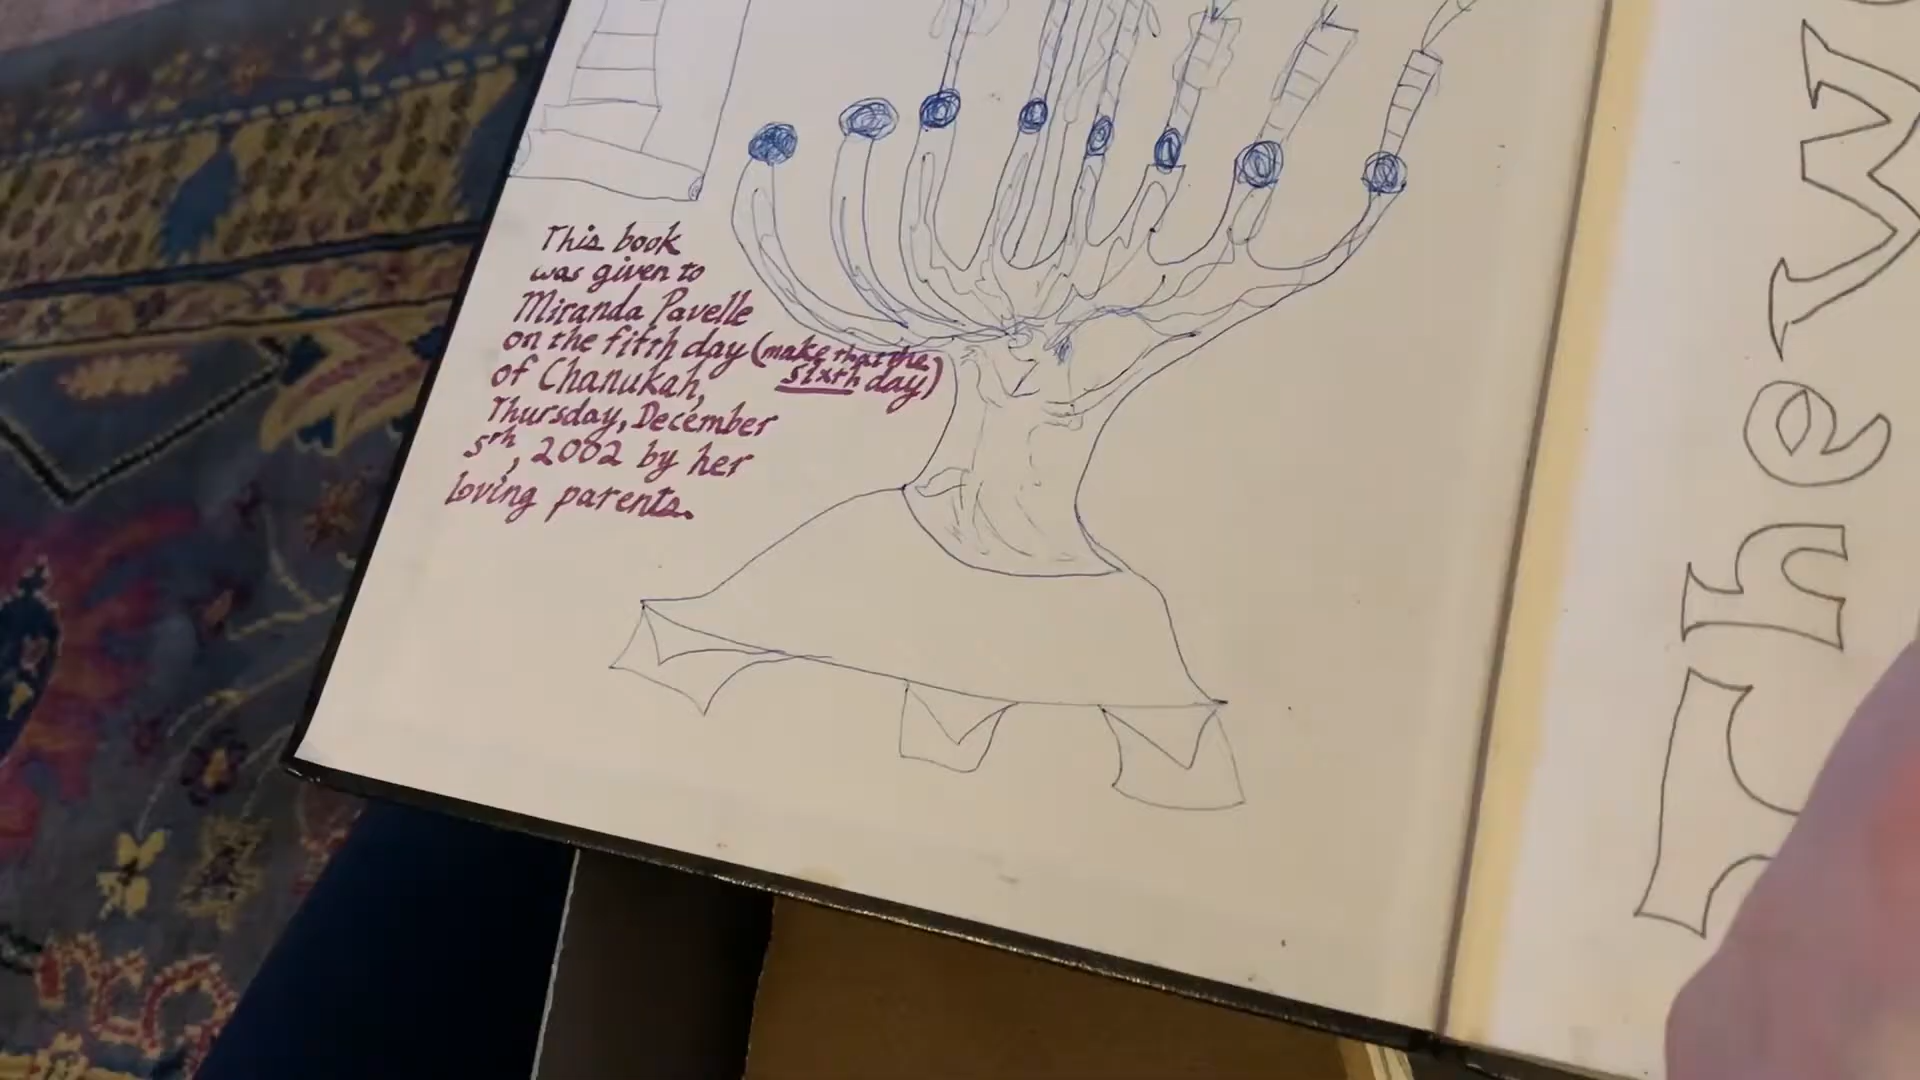 This book
was given to
Miranda Pavelle
on the fifth day (make that the
sixth day)
of Chanukah,
Thursday, December
5th, 2002 by her
loving parents.
The W